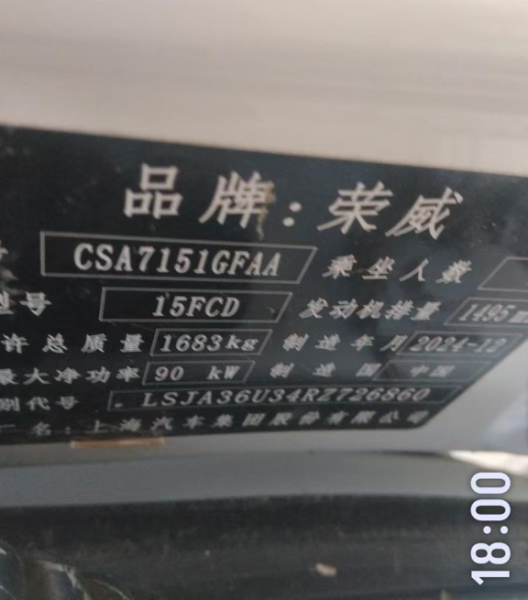 品牌: 荣威
CSA7151GFAA 乘坐人数
型号 15FCD 发动机排量 1495m
许总质量 1683kg 制造年月 2024-12
最大净功率 90 kW 制造国 中国
别代号 LSJA36U34RZ726860
名: 上海汽车集团股份有限公司
18:00